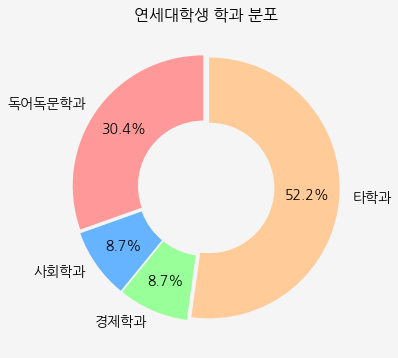 연세대학생 학과 분포
독어독문학과
30.4%
52.2%
타학과
8.7%
사회학과
8.7%
경제학과